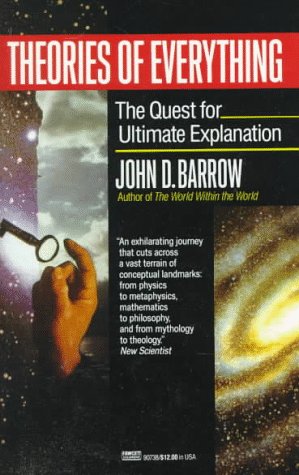 THEORIES OF EVERYTHING
The Quest for
Ultimate Explanation
JOHN D. BARROW
Author of The World Within the World
"An exhilarating journey
that cuts across
a vast terrain of
conceptual landmarks:
from physics
to metaphysics,
mathematics
to philosophy,
and from mythology
to theology."
New Scientist
FAWCETT
90738/$12.00 in USA